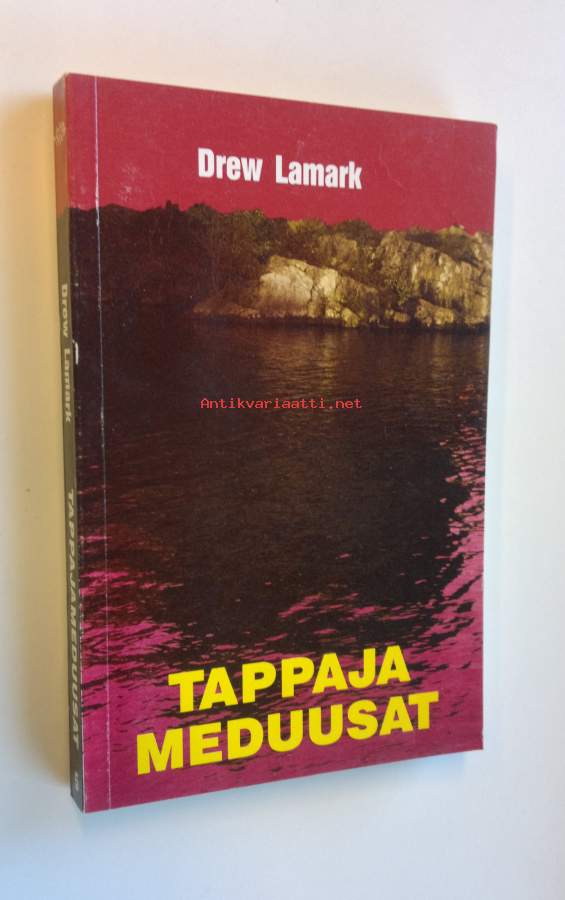 Drew Lamark
Antikvariaatti.net
TAPPAJA
MEDUUSAT
Drew Lamark TAPPAJAMEDUUSAT